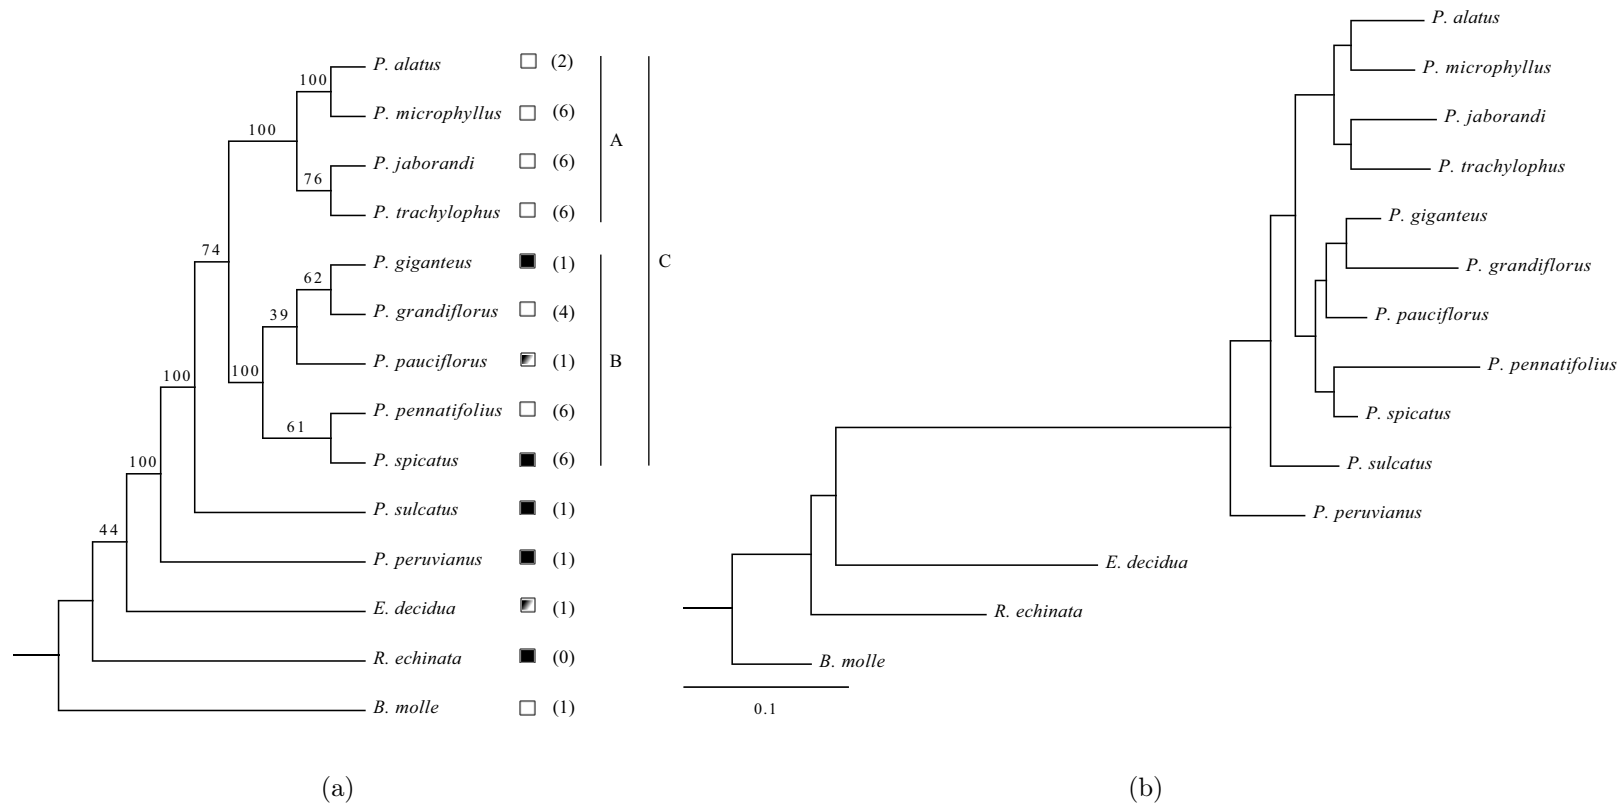 P. alatus (2)
100
P. microphyllus (6)
100
A
P. jaborandi (6)
76
P. trachylophus (6)
74
P. giganteus (1)
C
62
P. grandiflorus (4)
39
P. pauciflorus (1)
B
100
100
P. pennatifolius (6)
61
P. spicatus (6)
100
P. sulcatus (1)
44
P. peruvianus (1)
E. decidua (1)
R. echinata (0)
B. molle (1)
(a)
P. alatus
P. microphyllus
P. jaborandi
P. trachylophus
P. giganteus
P. grandiflorus
P. pauciflorus
P. pennatifolius
P. spicatus
P. sulcatus
P. peruvianus
E. decidua
R. echinata
B. molle
0.1
(b)